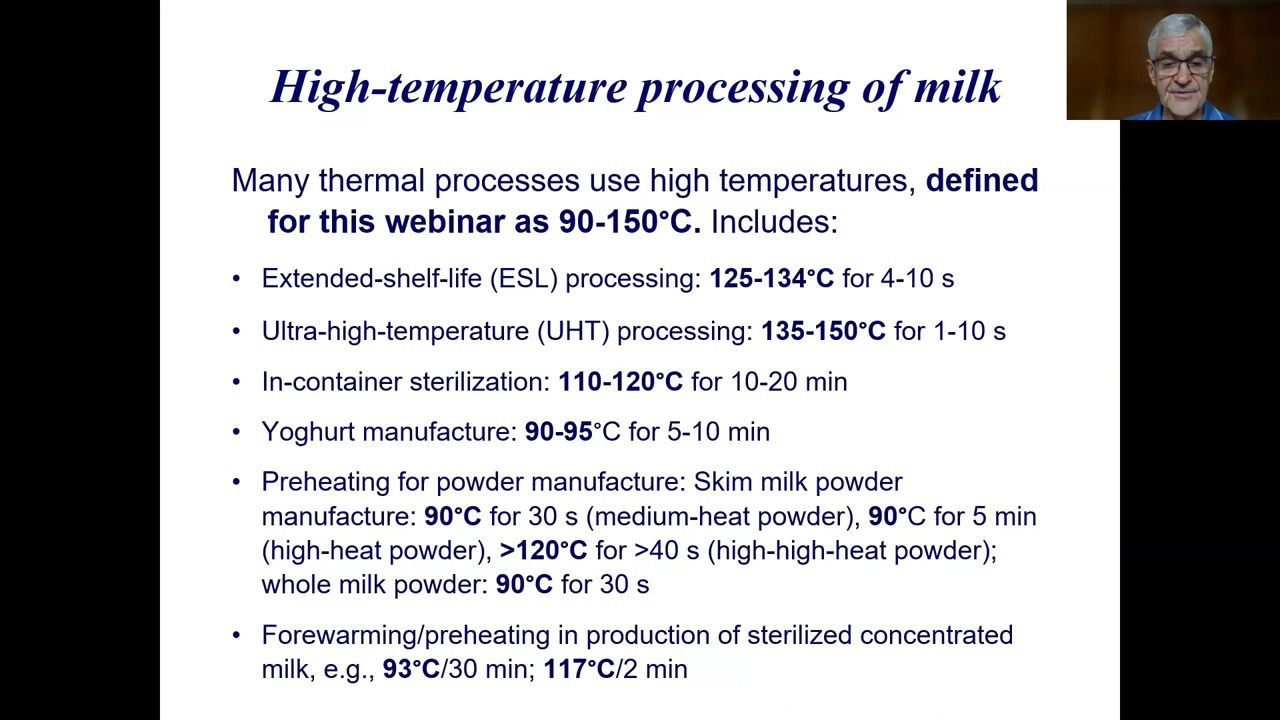 High-temperature processing of milk
Many thermal processes use high temperatures, defined
for this webinar as 90-150°C. Includes:
• Extended-shelf-life (ESL) processing: 125-134°C for 4-10 s
• Ultra-high-temperature (UHT) processing: 135-150°C for 1-10 s
• In-container sterilization: 110-120°C for 10-20 min
• Yoghurt manufacture: 90-95°C for 5-10 min
• Preheating for powder manufacture: Skim milk powder
manufacture: 90°C for 30 s (medium-heat powder), 90°C for 5 min
(high-heat powder), >120°C for >40 s (high-high-heat powder);
whole milk powder: 90°C for 30 s
• Forewarming/preheating in production of sterilized concentrated
milk, e.g., 93°C/30 min; 117°C/2 min